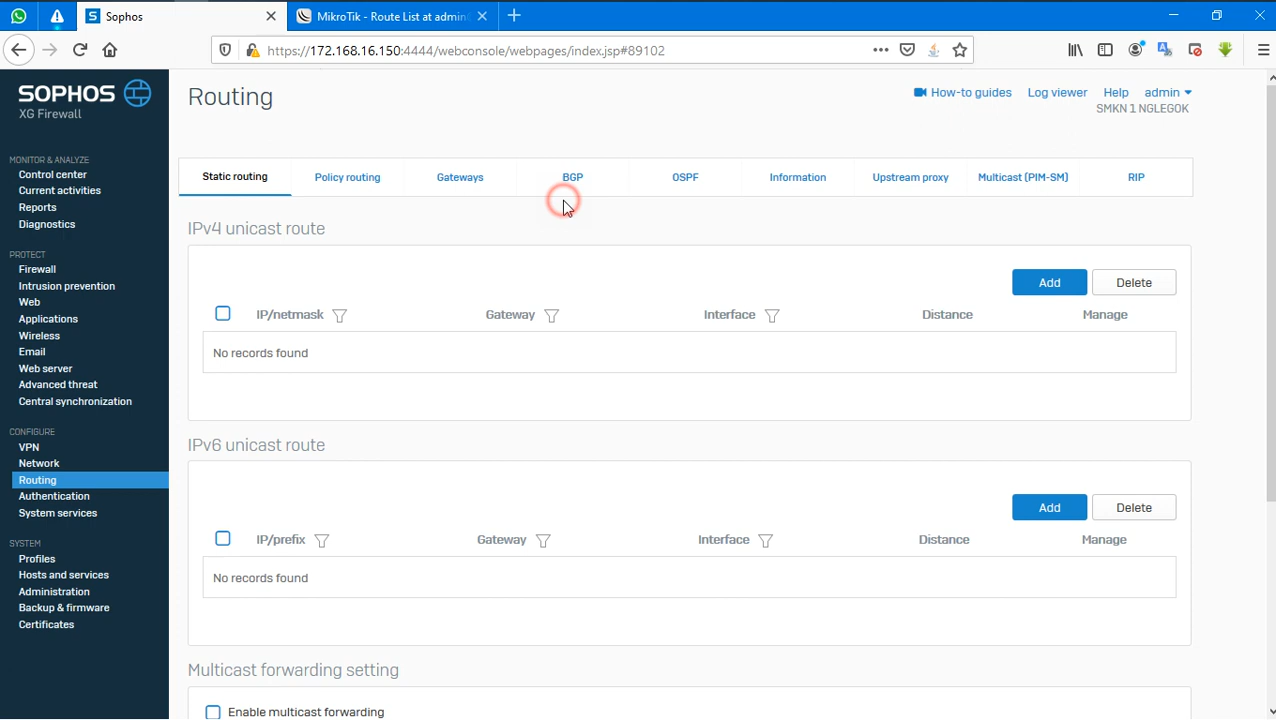 Sophos
MikroTik - Route List at admin
https://172.168.16.150:4444/webconsole/webpages/index.jsp#89102
SOPHOS
XG Firewall
MONITOR & ANALYZE
Control center
Current activities
Reports
Diagnostics
PROTECT
Firewall
Intrusion prevention
Web
Applications
Wireless
Email
Web server
Advanced threat
Central synchronization
CONFIGURE
VPN
Network
Routing
Authentication
System services
SYSTEM
Profiles
Hosts and services
Administration
Backup & firmware
Certificates
Routing
How-to guides Log viewer Help admin
SMKN 1 NGLEGOK
Static routing Policy routing Gateways BGP OSPF Information Upstream proxy Multicast (PIM-SM) RIP
IPv4 unicast route
Add Delete
IP/netmask Gateway Interface Distance Manage
No records found
IPv6 unicast route
Add Delete
IP/prefix Gateway Interface Distance Manage
No records found
Multicast forwarding setting
Enable multicast forwarding